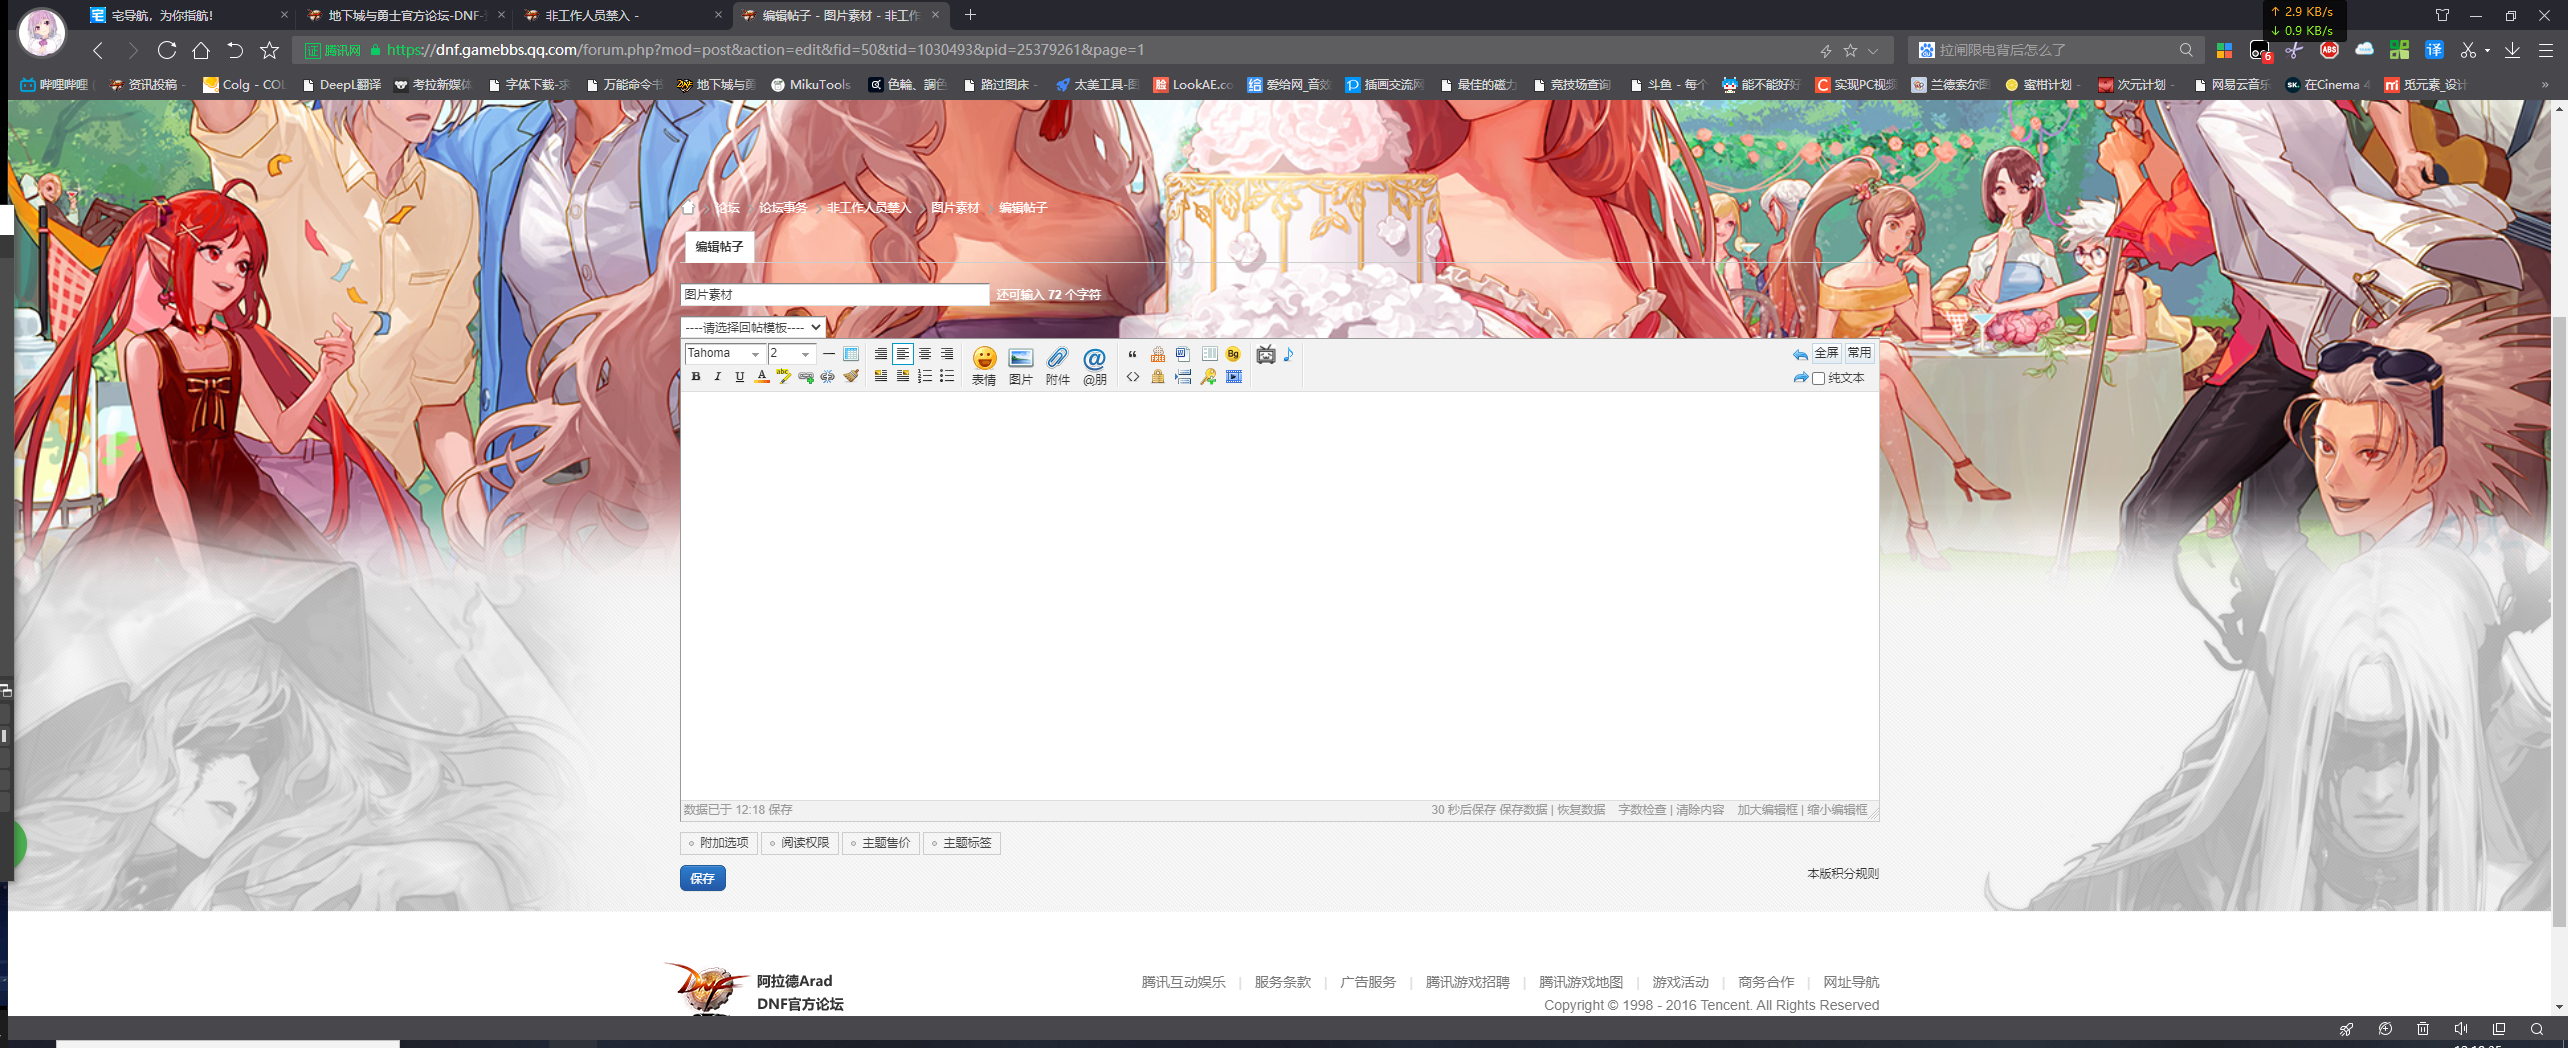 宅导航，为你指航！
地下城与勇士官方论坛-DNF-
非工作人员禁入 -
编辑帖子 - 图片素材 - 非工作
↑ 2.9 KB/s
↓ 0.9 KB/s
证 腾讯网 https://dnf.gamebbs.qq.com/forum.php?mod=post&action=edit&fid=50&tid=1030493&pid=25379261&page=1
拉闸限电背后怎么了
ABS
译
6
哔哩哔哩 (
资讯投稿 -
Colg - COL
DeepL翻译
考拉新媒体
字体下载-求
万能命令书
地下城与勇
MikuTools
色輪、調色
路过图床 -
太美工具-图
LookAE.co
爱给网_音效
插画交流网
最佳的磁力
竞技场查询
斗鱼 - 每个
能不能好好
实现PC视频
兰德索尔图
蜜柑计划 -
次元计划 -
网易云音乐
在Cinema 4
觅元素_设计
»
论坛 论坛事务 非工作人员禁入 图片素材 编辑帖子
编辑帖子
图片素材 还可输入 72 个字符
----请选择回帖模板----
Tahoma 2
B I U A
表情 图片 附件 @朋
Bg
全屏 常用
纯文本
数据已于 12:18 保存
30 秒后保存 保存数据 | 恢复数据 字数检查 | 清除内容 加大编辑框 | 缩小编辑框
附加选项 阅读权限 主题售价 主题标签
保存
本版积分规则
DNF
阿拉德Arad
DNF官方论坛
腾讯互动娱乐 | 服务条款 | 广告服务 | 腾讯游戏招聘 | 腾讯游戏地图 | 游戏活动 | 商务合作 | 网址导航
Copyright © 1998 - 2016 Tencent. All Rights Reserved